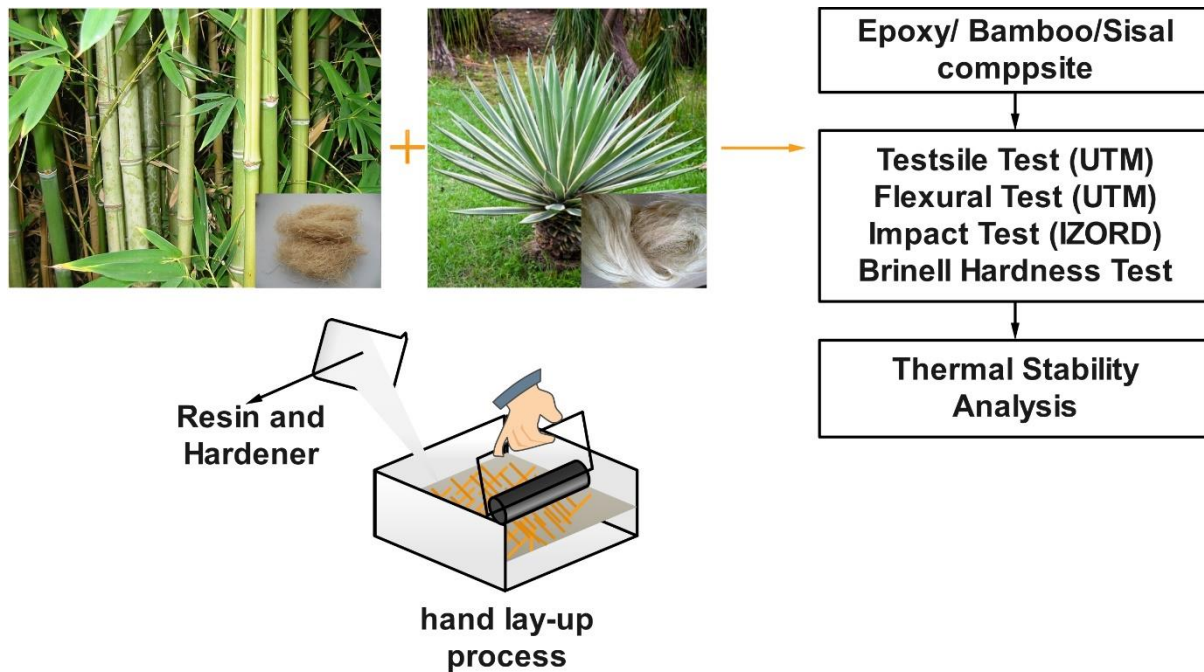 Epoxy/ Bamboo/Sisal
comppsite
Testsile Test (UTM)
Flexural Test (UTM)
Impact Test (IZORD)
Brinell Hardness Test
Thermal Stability
Analysis
Resin and
Hardener
hand lay-up
process